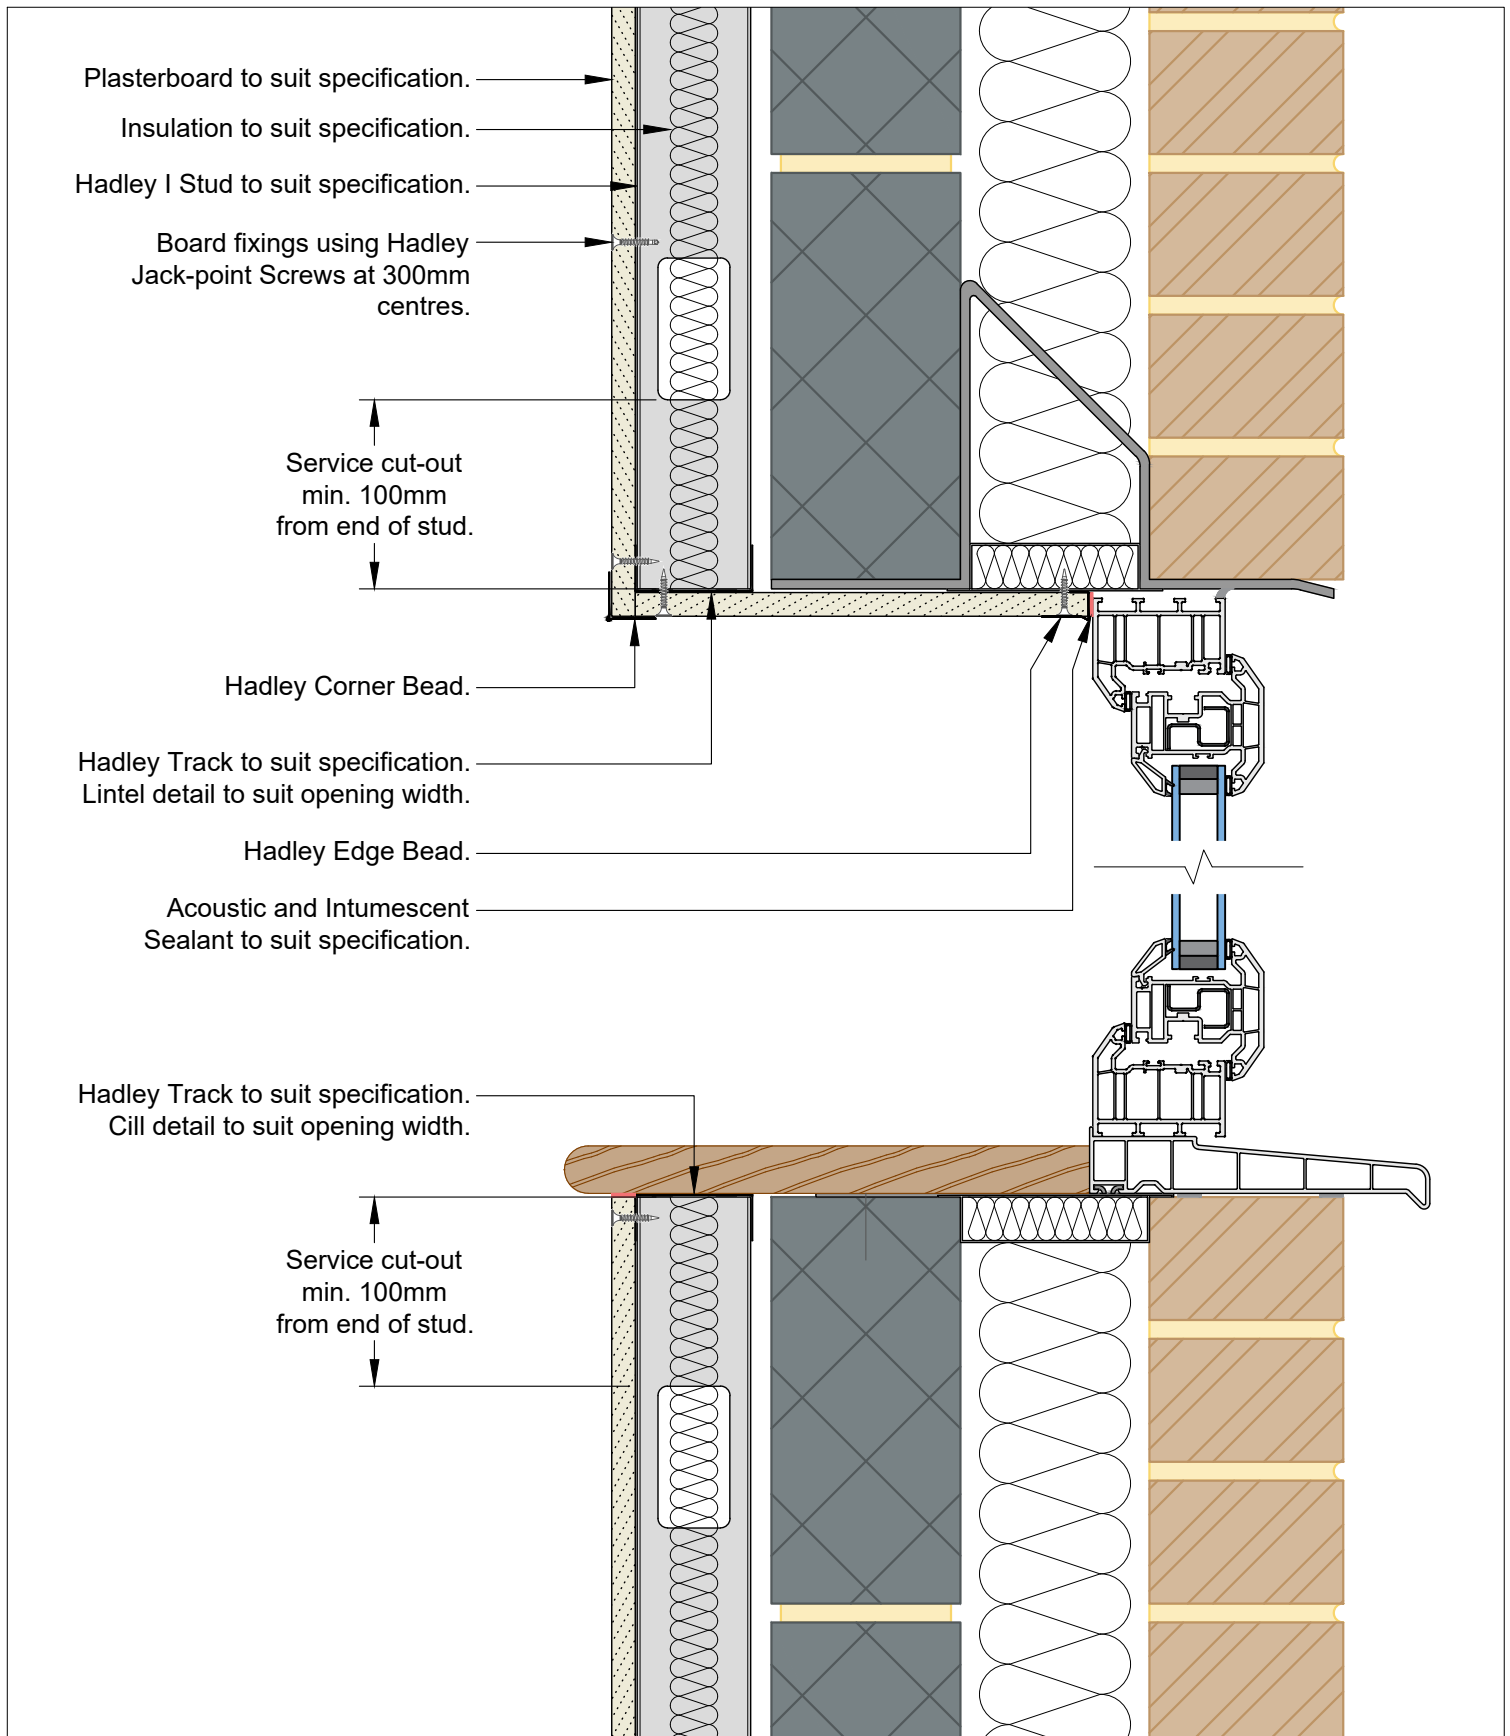 Plasterboard to suit specification.
Insulation to suit specification.
Hadley I Stud to suit specification.
Board fixings using Hadley
Jack-point Screws at 300mm
centres.
Service cut-out
min. 100mm
from end of stud.
Hadley Corner Bead.
Hadley Track to suit specification.
Lintel detail to suit opening width.
Hadley Edge Bead.
Acoustic and Intumescent
Sealant to suit specification.
Hadley Track to suit specification.
Cill detail to suit opening width.
Service cut-out
min. 100mm
from end of stud.